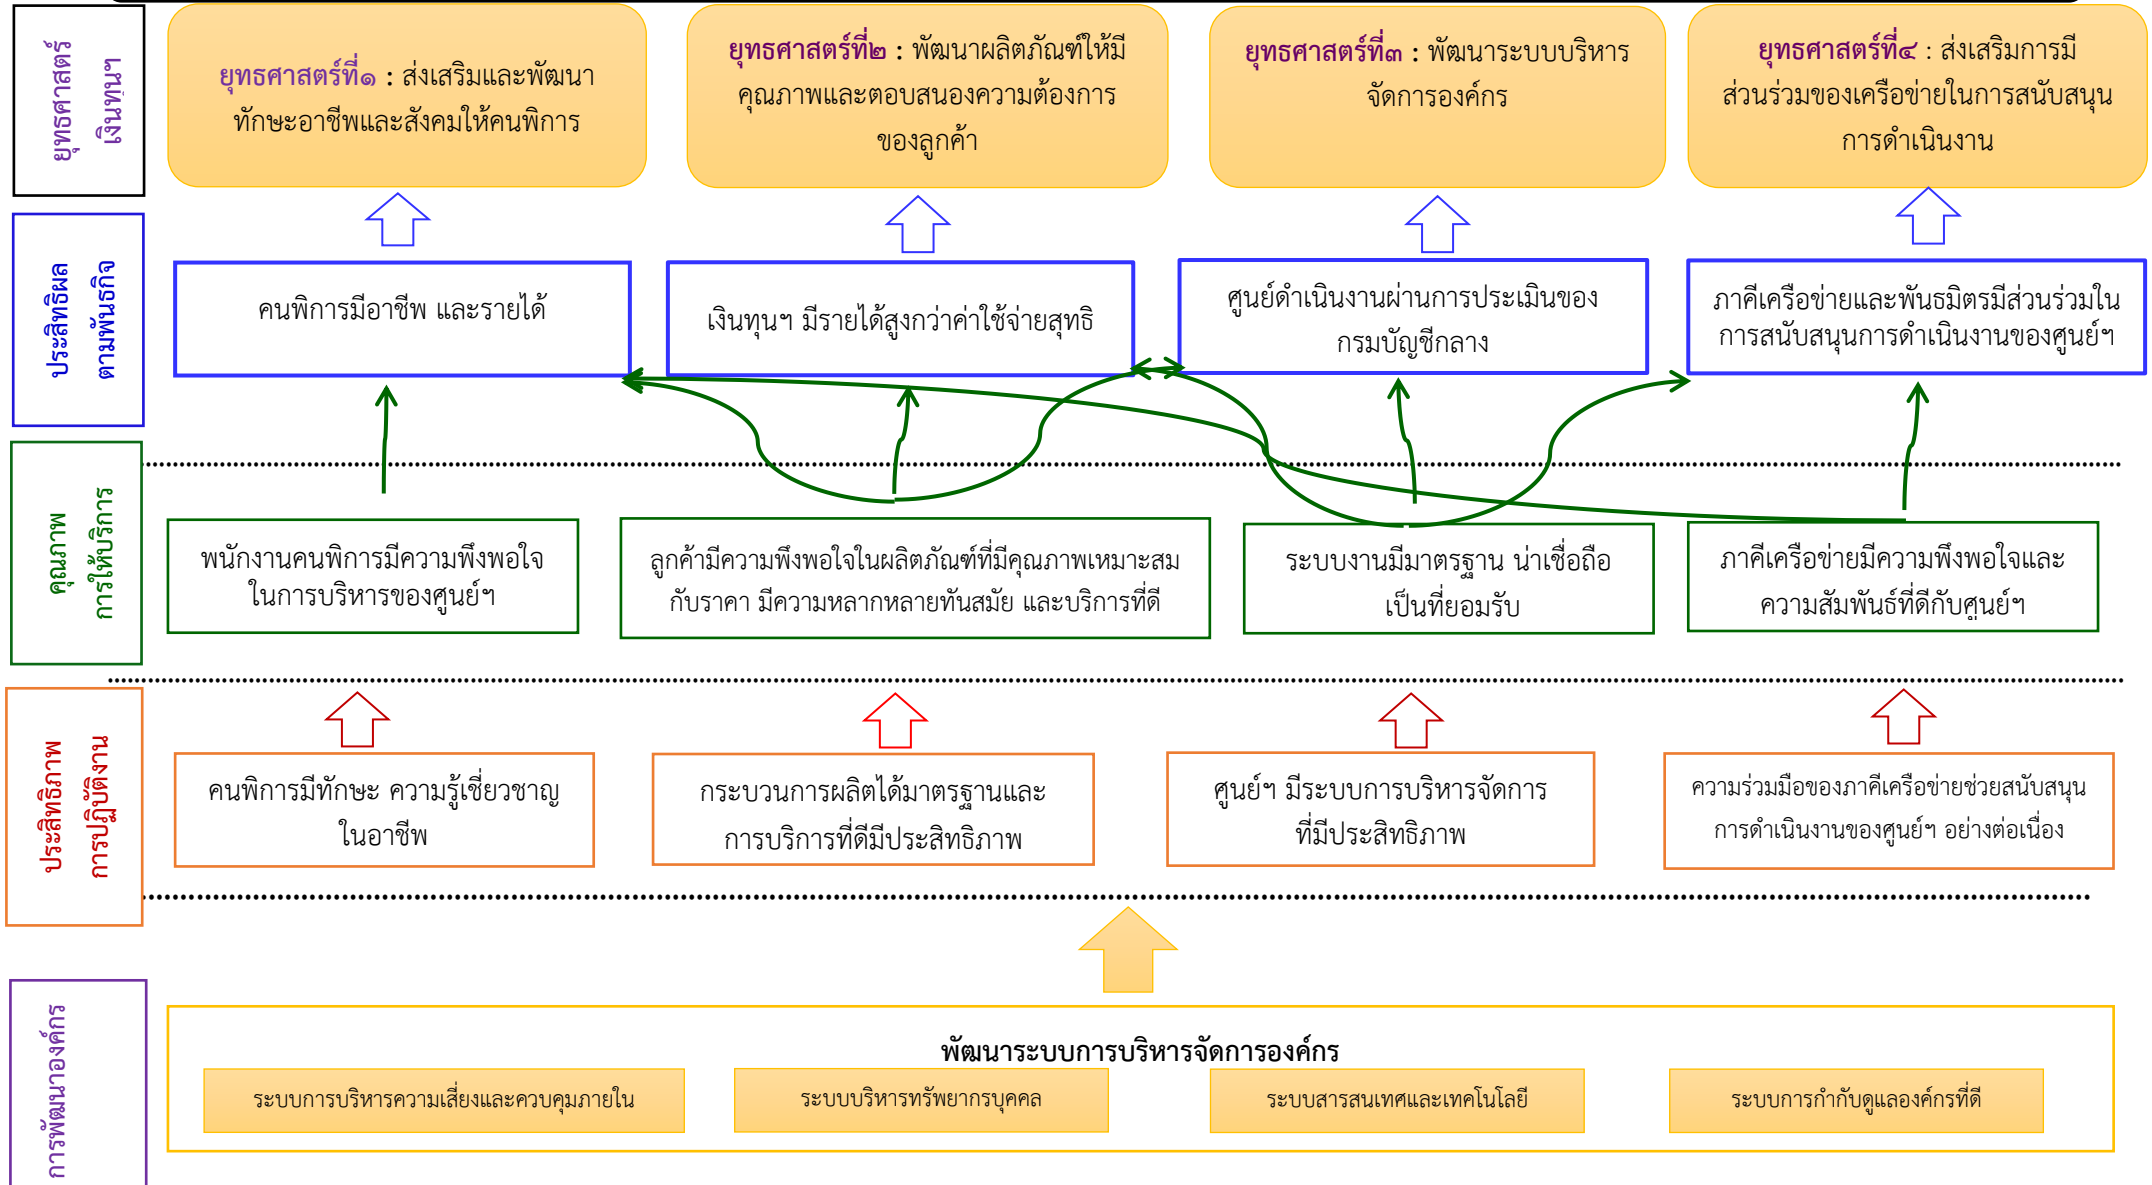 ยุทธศาสตร์
เงินทุนฯ
ยุทธศาสตร์ที่๑ : ส่งเสริมและพัฒนา
ทักษะอาชีพและสังคมให้คนพิการ
ยุทธศาสตร์ที่๒ : พัฒนาผลิตภัณฑ์ให้มี
คุณภาพและตอบสนองความต้องการ
ของลูกค้า
ยุทธศาสตร์ที่๓ : พัฒนาระบบบริหาร
จัดการองค์กร
ยุทธศาสตร์ที่๔ : ส่งเสริมการมี
ส่วนร่วมของเครือข่ายในการสนับสนุน
การดำเนินงาน
ประสิทธิผล
ตามพันธกิจ
คนพิการมีอาชีพ และรายได้
เงินทุนฯ มีรายได้สูงกว่าค่าใช้จ่ายสุทธิ
ศูนย์ดำเนินงานผ่านการประเมินของ
กรมบัญชีกลาง
ภาคีเครือข่ายและพันธมิตรมีส่วนร่วมใน
การสนับสนุนการดำเนินงานของศูนย์ฯ
คุณภาพ
การให้บริการ
พนักงานคนพิการมีความพึงพอใจ
ในการบริหารของศูนย์ฯ
ลูกค้ามีความพึงพอใจในผลิตภัณฑ์ที่มีคุณภาพเหมาะสม
กับราคา มีความหลากหลายทันสมัย และบริการที่ดี
ระบบงานมีมาตรฐาน น่าเชื่อถือ
เป็นที่ยอมรับ
ภาคีเครือข่ายมีความพึงพอใจและ
ความสัมพันธ์ที่ดีกับศูนย์ฯ
ประสิทธิภาพ
การปฏิบัติงาน
คนพิการมีทักษะ ความรู้เชี่ยวชาญ
ในอาชีพ
กระบวนการผลิตได้มาตรฐานและ
การบริการที่ดีมีประสิทธิภาพ
ศูนย์ฯ มีระบบการบริหารจัดการ
ที่มีประสิทธิภาพ
ความร่วมมือของภาคีเครือข่ายช่วยสนับสนุน
การดำเนินงานของศูนย์ฯ อย่างต่อเนื่อง
การพัฒนาองค์กร
พัฒนาระบบการบริหารจัดการองค์กร
ระบบการบริหารความเสี่ยงและควบคุมภายใน
ระบบบริหารทรัพยากรบุคคล
ระบบสารสนเทศและเทคโนโลยี
ระบบการกำกับดูแลองค์กรที่ดี